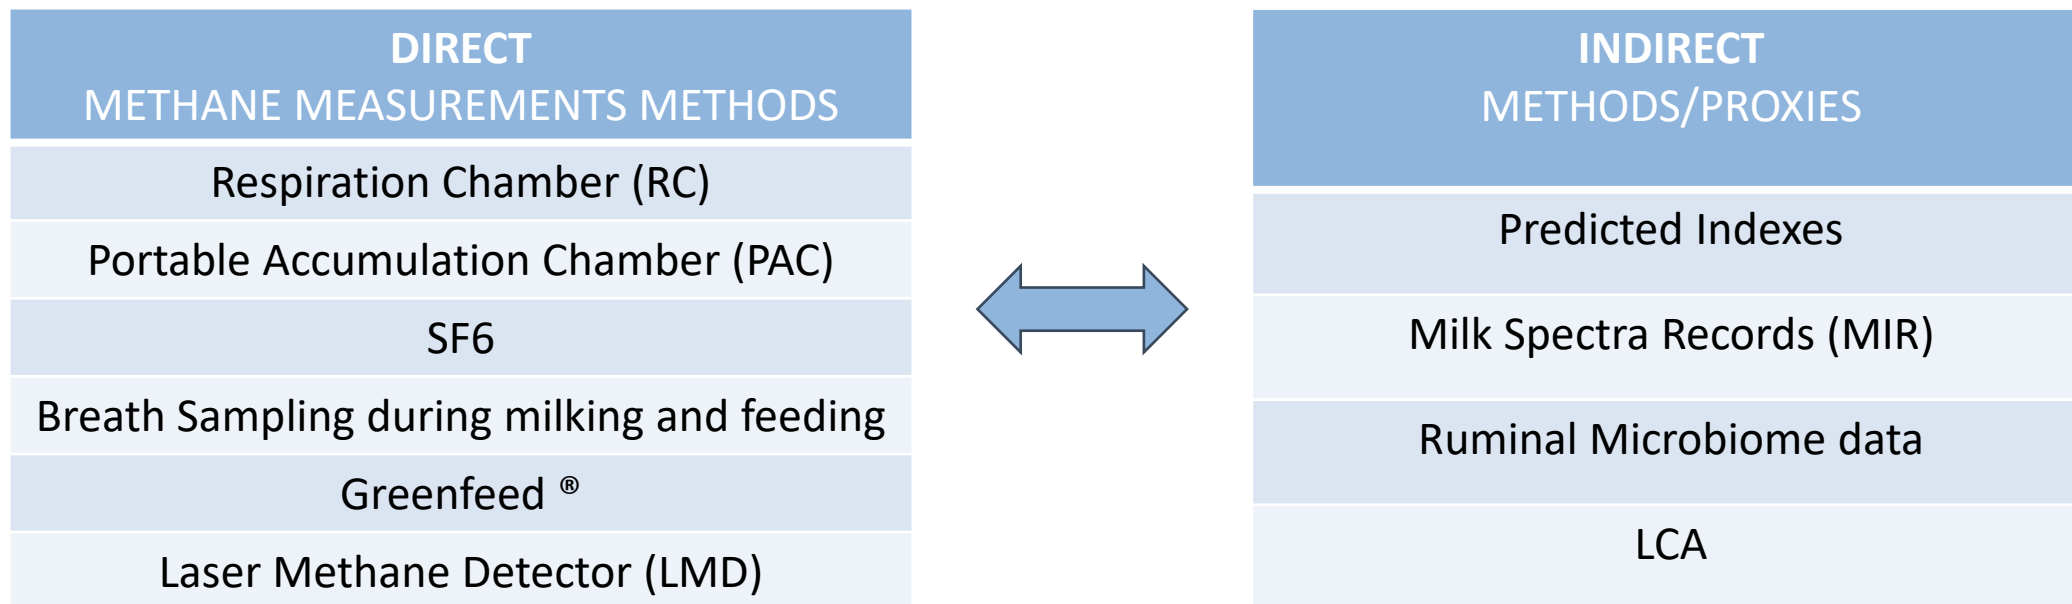 DIRECT
METHANE MEASUREMENTS METHODS
Respiration Chamber (RC)
Portable Accumulation Chamber (PAC)
SF6
Breath Sampling during milking and feeding
Greenfeed ®
Laser Methane Detector (LMD)
INDIRECT
METHODS/PROXIES
Predicted Indexes
Milk Spectra Records (MIR)
Ruminal Microbiome data
LCA